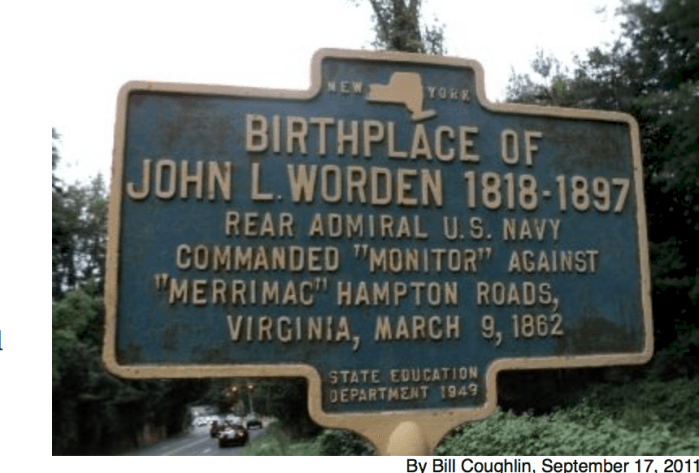 NEW YORK
BIRTHPLACE OF
JOHN L. WORDEN 1818-1897
REAR ADMIRAL U.S. NAVY
COMMANDED "MONITOR" AGAINST
"MERRIMAC" HAMPTON ROADS,
VIRGINIA, MARCH 9, 1862
STATE EDUCATION
DEPARTMENT 1949
By Bill Coughlin, September 17, 2011